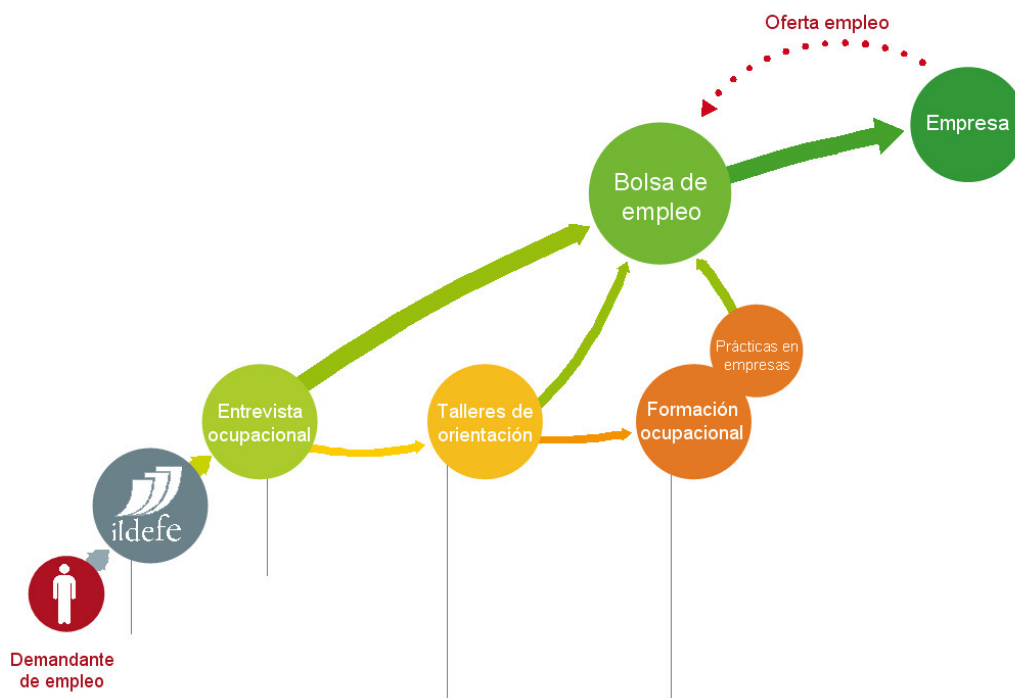 Oferta empleo
Empresa
Bolsa de
empleo
Prácticas en
empresas
Entrevista
ocupacional
Talleres de
orientación
Formación
ocupacional
ildefe
Demandante
de empleo